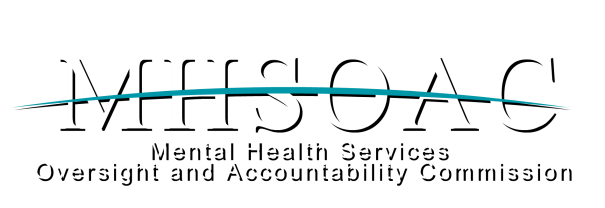 MHSOAC
Mental Health Services
Oversight and Accountability Commission